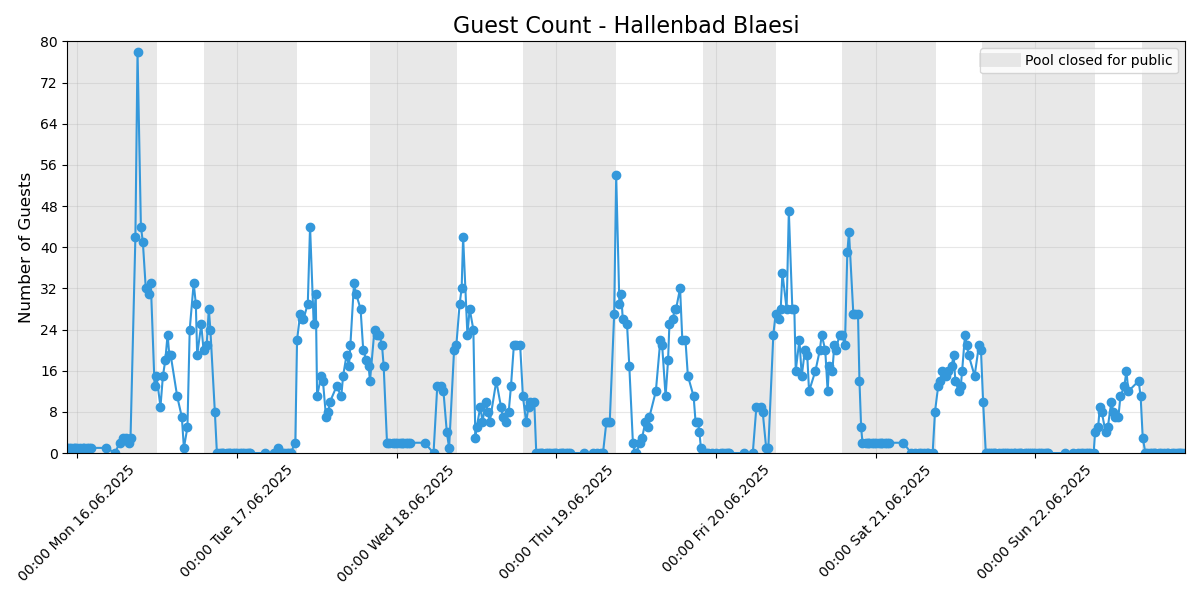 Guest Count - Hallenbad Blaesi
Pool closed for public
Number of Guests
80
72
64
56
48
40
32
24
16
8
0
00:00 Mon 16.06.2025
00:00 Tue 17.06.2025
00:00 Wed 18.06.2025
00:00 Thu 19.06.2025
00:00 Fri 20.06.2025
00:00 Sat 21.06.2025
00:00 Sun 22.06.2025